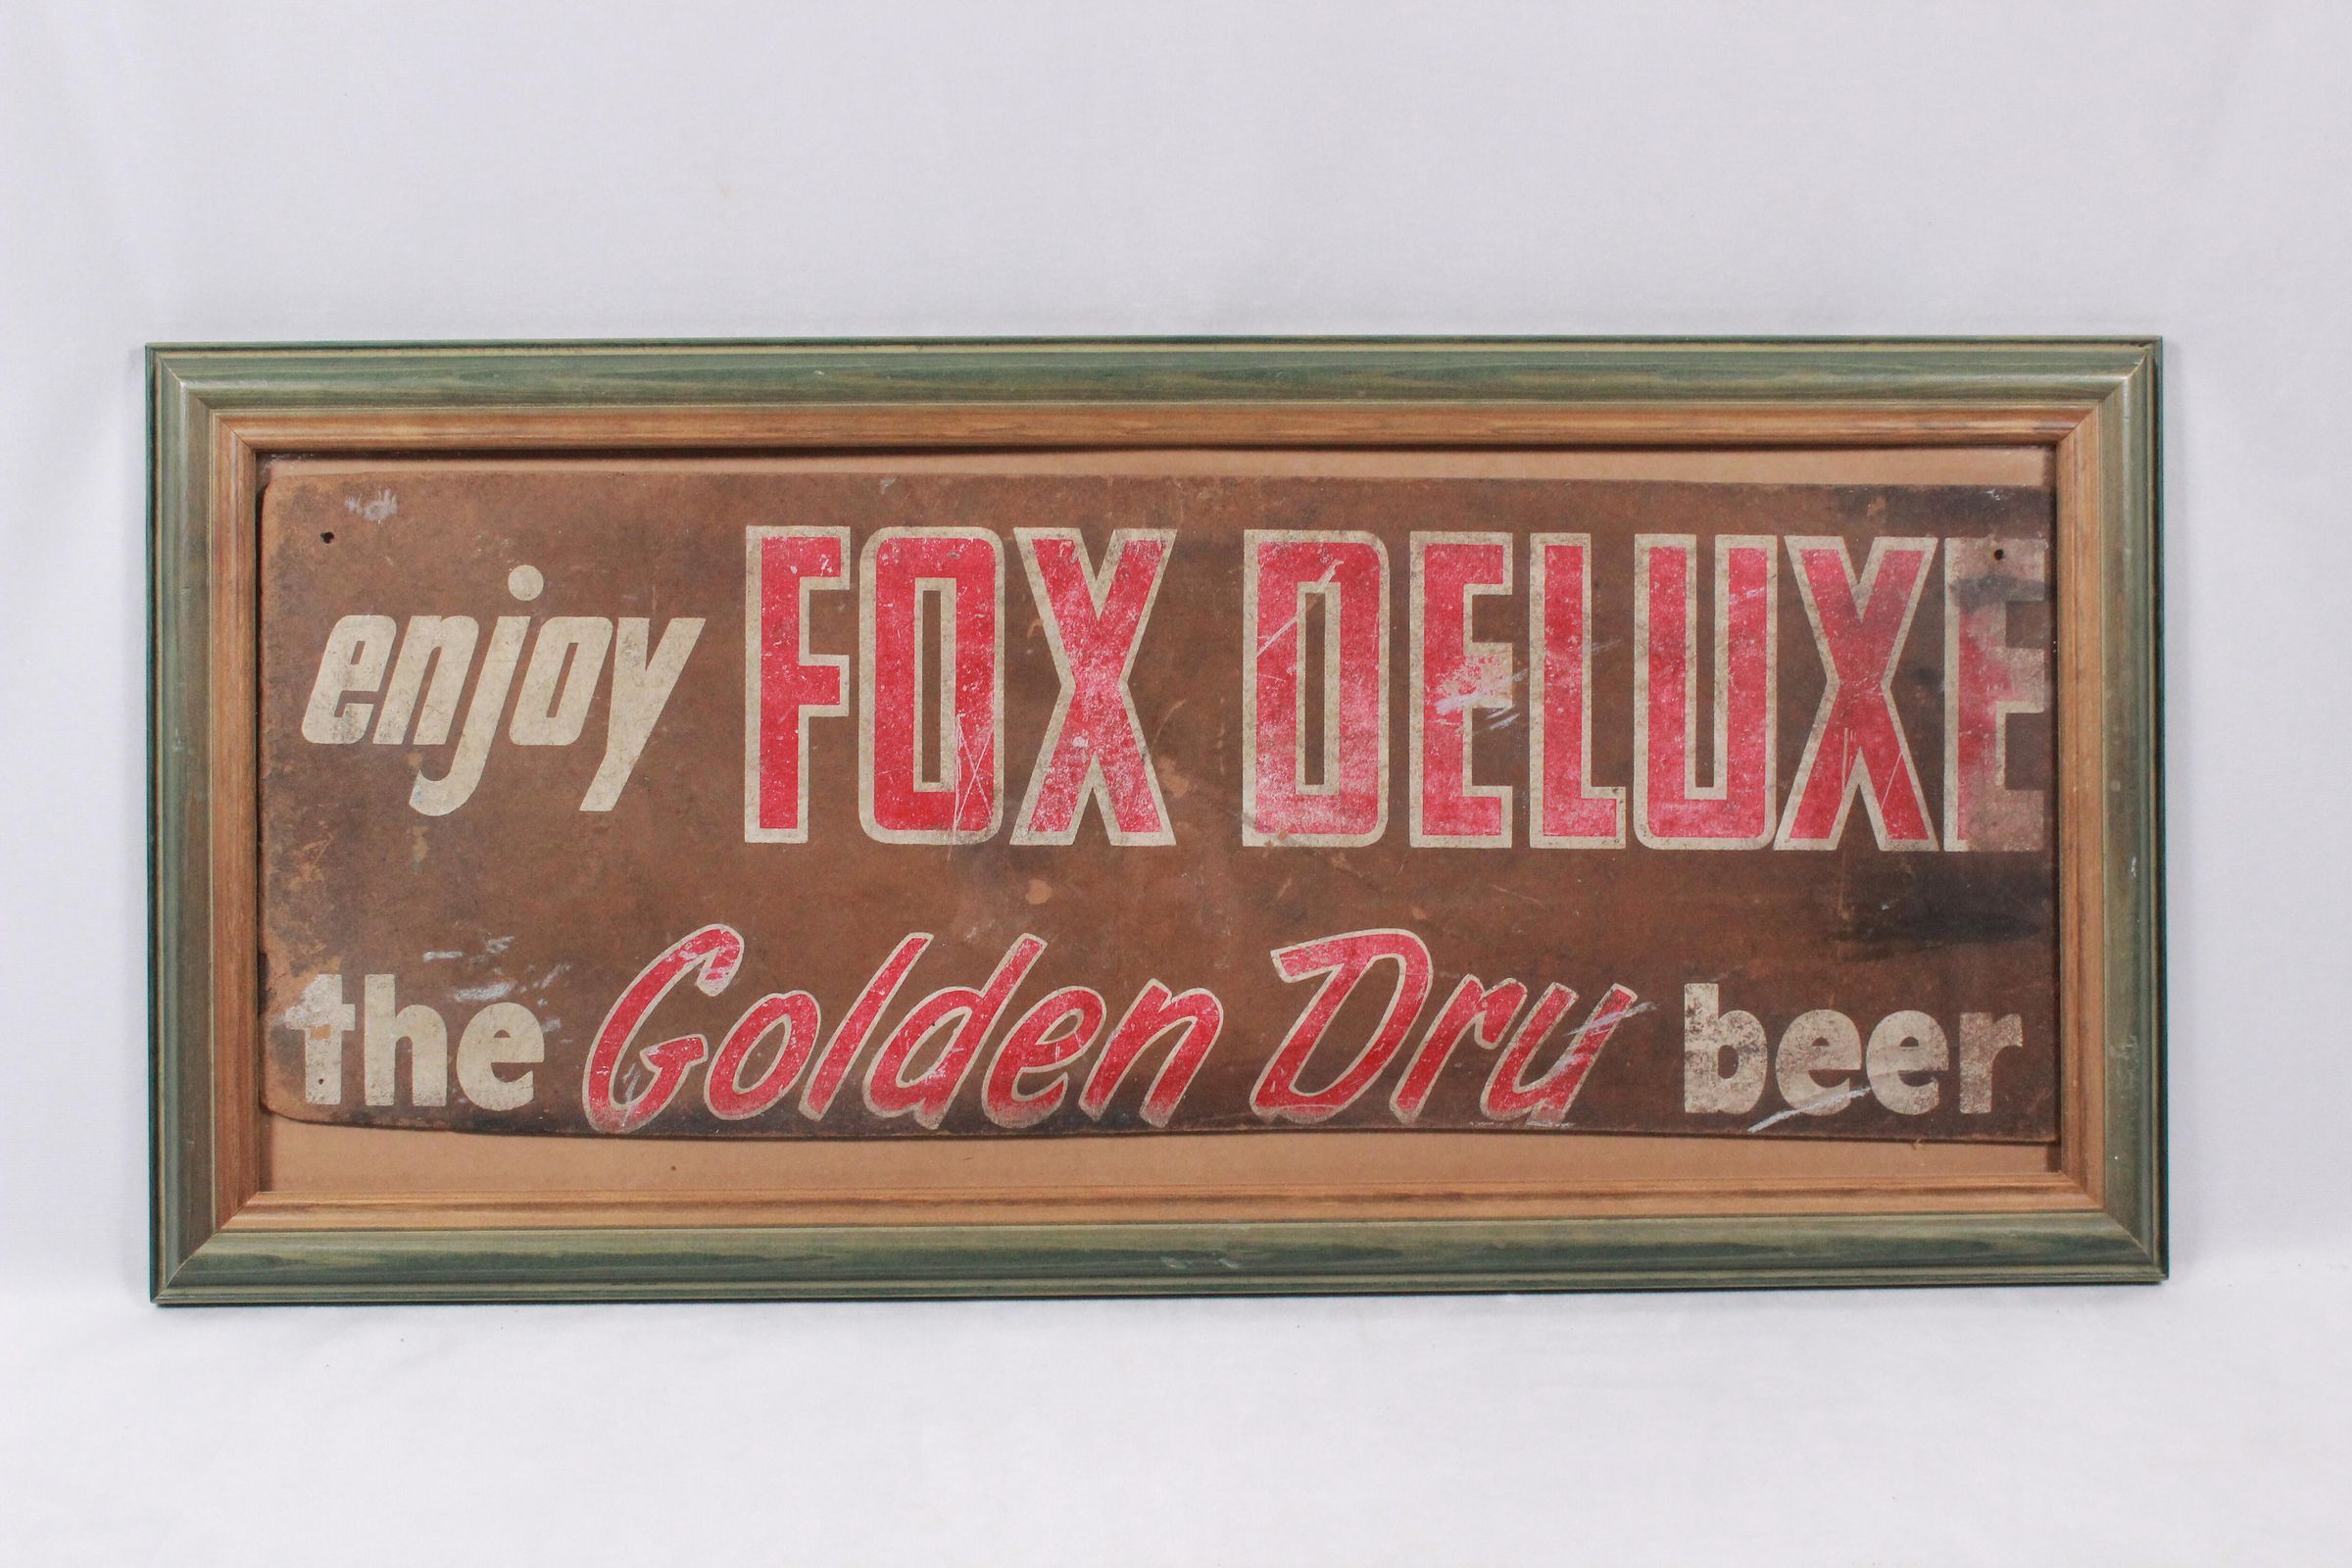 enjoy FOX DELUXE
the Golden Dry beer